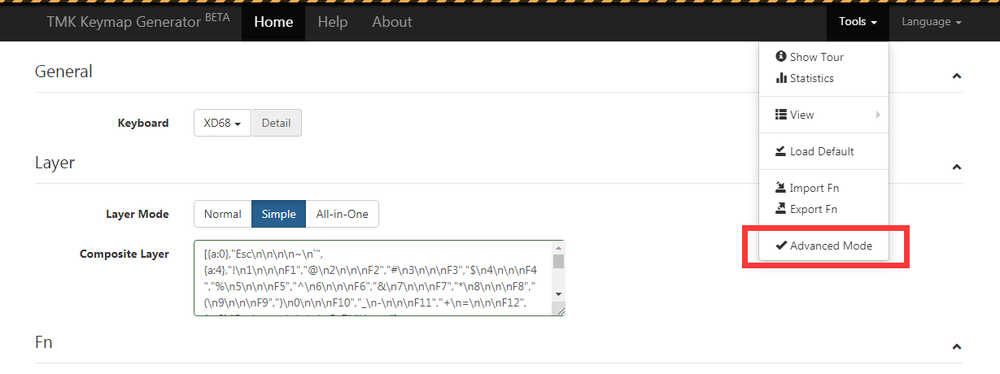 TMK Keymap Generator BETA Home Help About Tools Language
Show Tour
Statistics
View
Load Default
Import Fn
Export Fn
Advanced Mode
General
Keyboard XD68 Detail
Layer
Layer Mode Normal Simple All-in-One
Composite Layer
[{a:0},"Esc\n\n\n\n~\n`",
{a:4},"!\n1\n\n\nF1","@\n2\n\n\nF2","#\n3\n\n\nF3","$\n4\n\n\nF4
","%\n5\n\n\nF5","^\n6\n\n\nF6","&\n7\n\n\nF7","*\n8\n\n\nF8","
(\n9\n\n\nF9",")\n0\n\n\nF10","_\n-\n\n\nF11","+\n=\n\n\nF12",
Fn